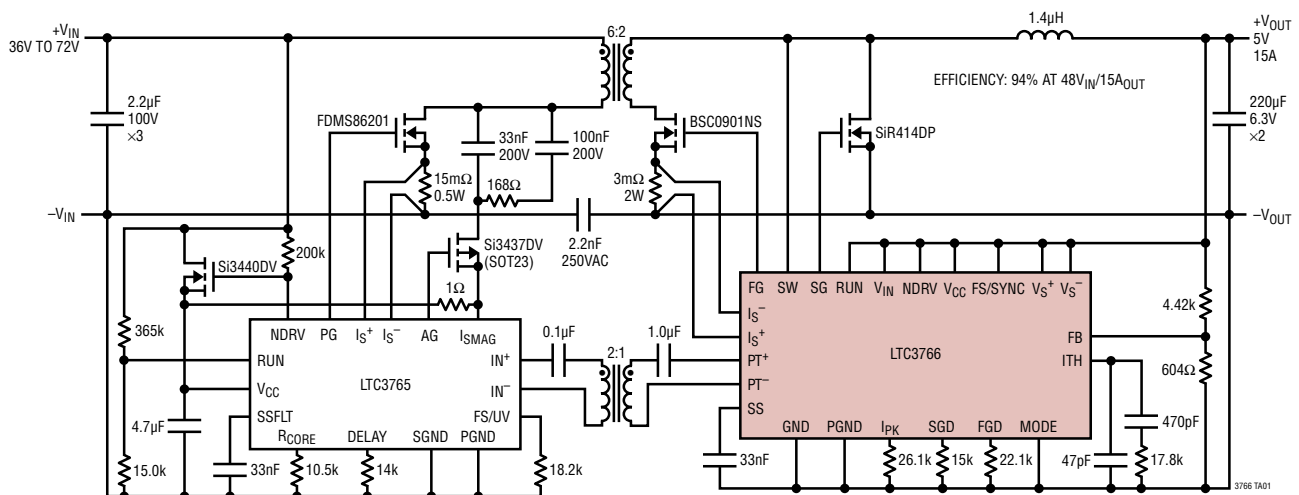 +VIN
36V TO 72V
2.2µF
100V
×3
FDMS86201
33nF
200V
100nF
200V
6:2
BSC0901NS
1.4µH
+VOUT
5V
15A
EFFICIENCY: 94% AT 48VIN/15AOUT
SiR414DP
220µF
6.3V
×2
15mΩ
0.5W
168Ω
3mΩ
2W
–VIN
–VOUT
2.2nF
250VAC
200k
Si3440DV
Si3437DV
(SOT23)
1Ω
365k
NDRV PG IS+ IS– AG ISMAG
RUN
VCC
SSFLT
LTC3765
IN+
IN–
FS/UV
RCORE DELAY SGND PGND
0.1µF
2:1
1.0µF
FG SW SG RUN VIN NDRV VCC FS/SYNC VS+ VS–
IS–
IS+
PT+
PT–
SS
LTC3766
FB
ITH
GND PGND IPK SGD FGD MODE
4.42k
604Ω
4.7µF
15.0k
33nF
10.5k
14k
18.2k
33nF
26.1k
15k
22.1k
47pF
470pF
17.8k
3766 TA01